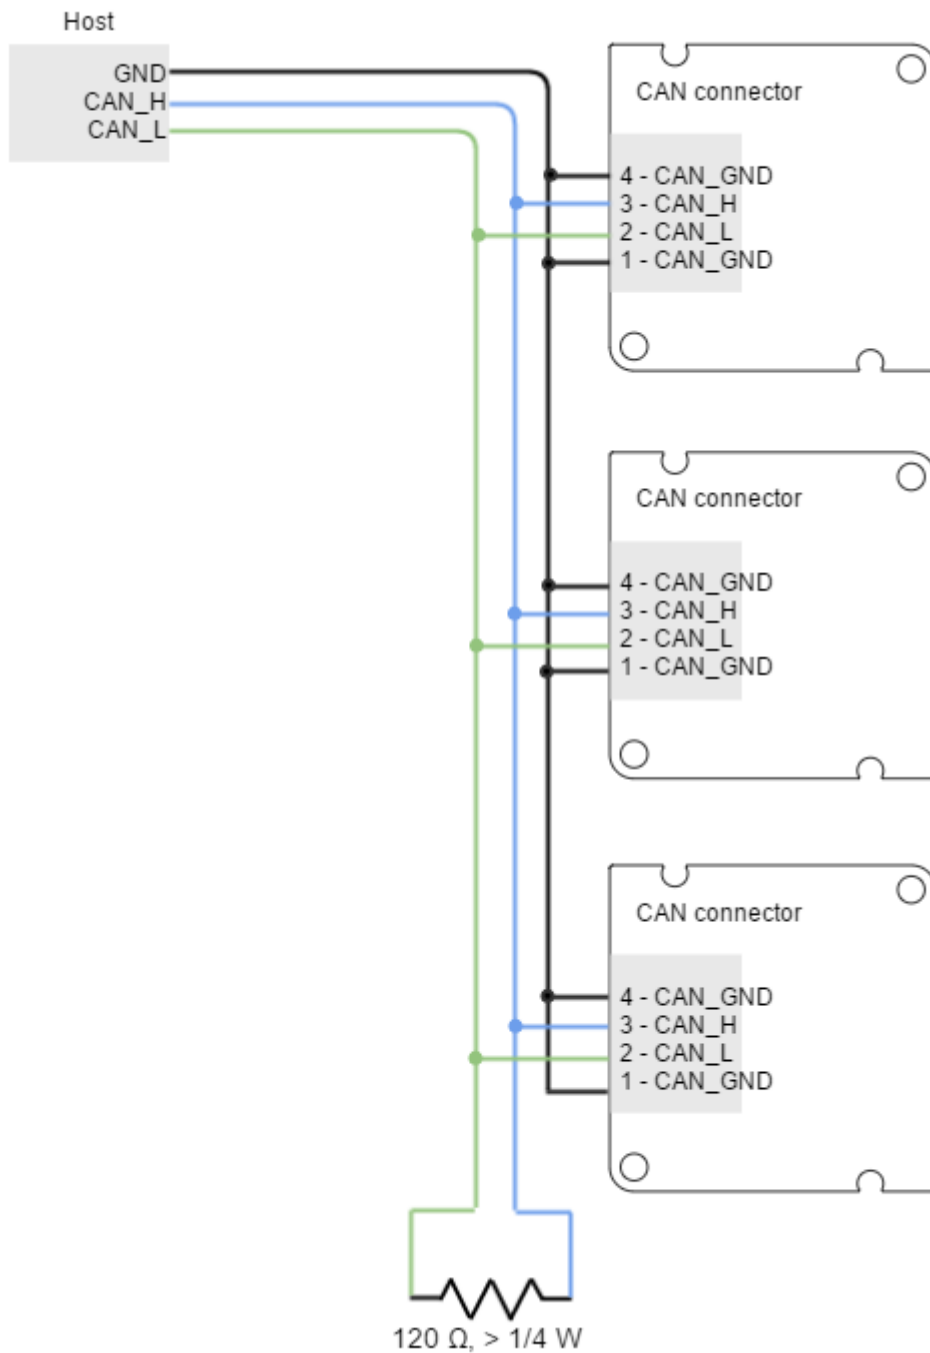 Host
GND
CAN_H
CAN_L
CAN connector
4 - CAN_GND
3 - CAN_H
2 - CAN_L
1 - CAN_GND
CAN connector
4 - CAN_GND
3 - CAN_H
2 - CAN_L
1 - CAN_GND
CAN connector
4 - CAN_GND
3 - CAN_H
2 - CAN_L
1 - CAN_GND
120 Ω, > 1/4 W